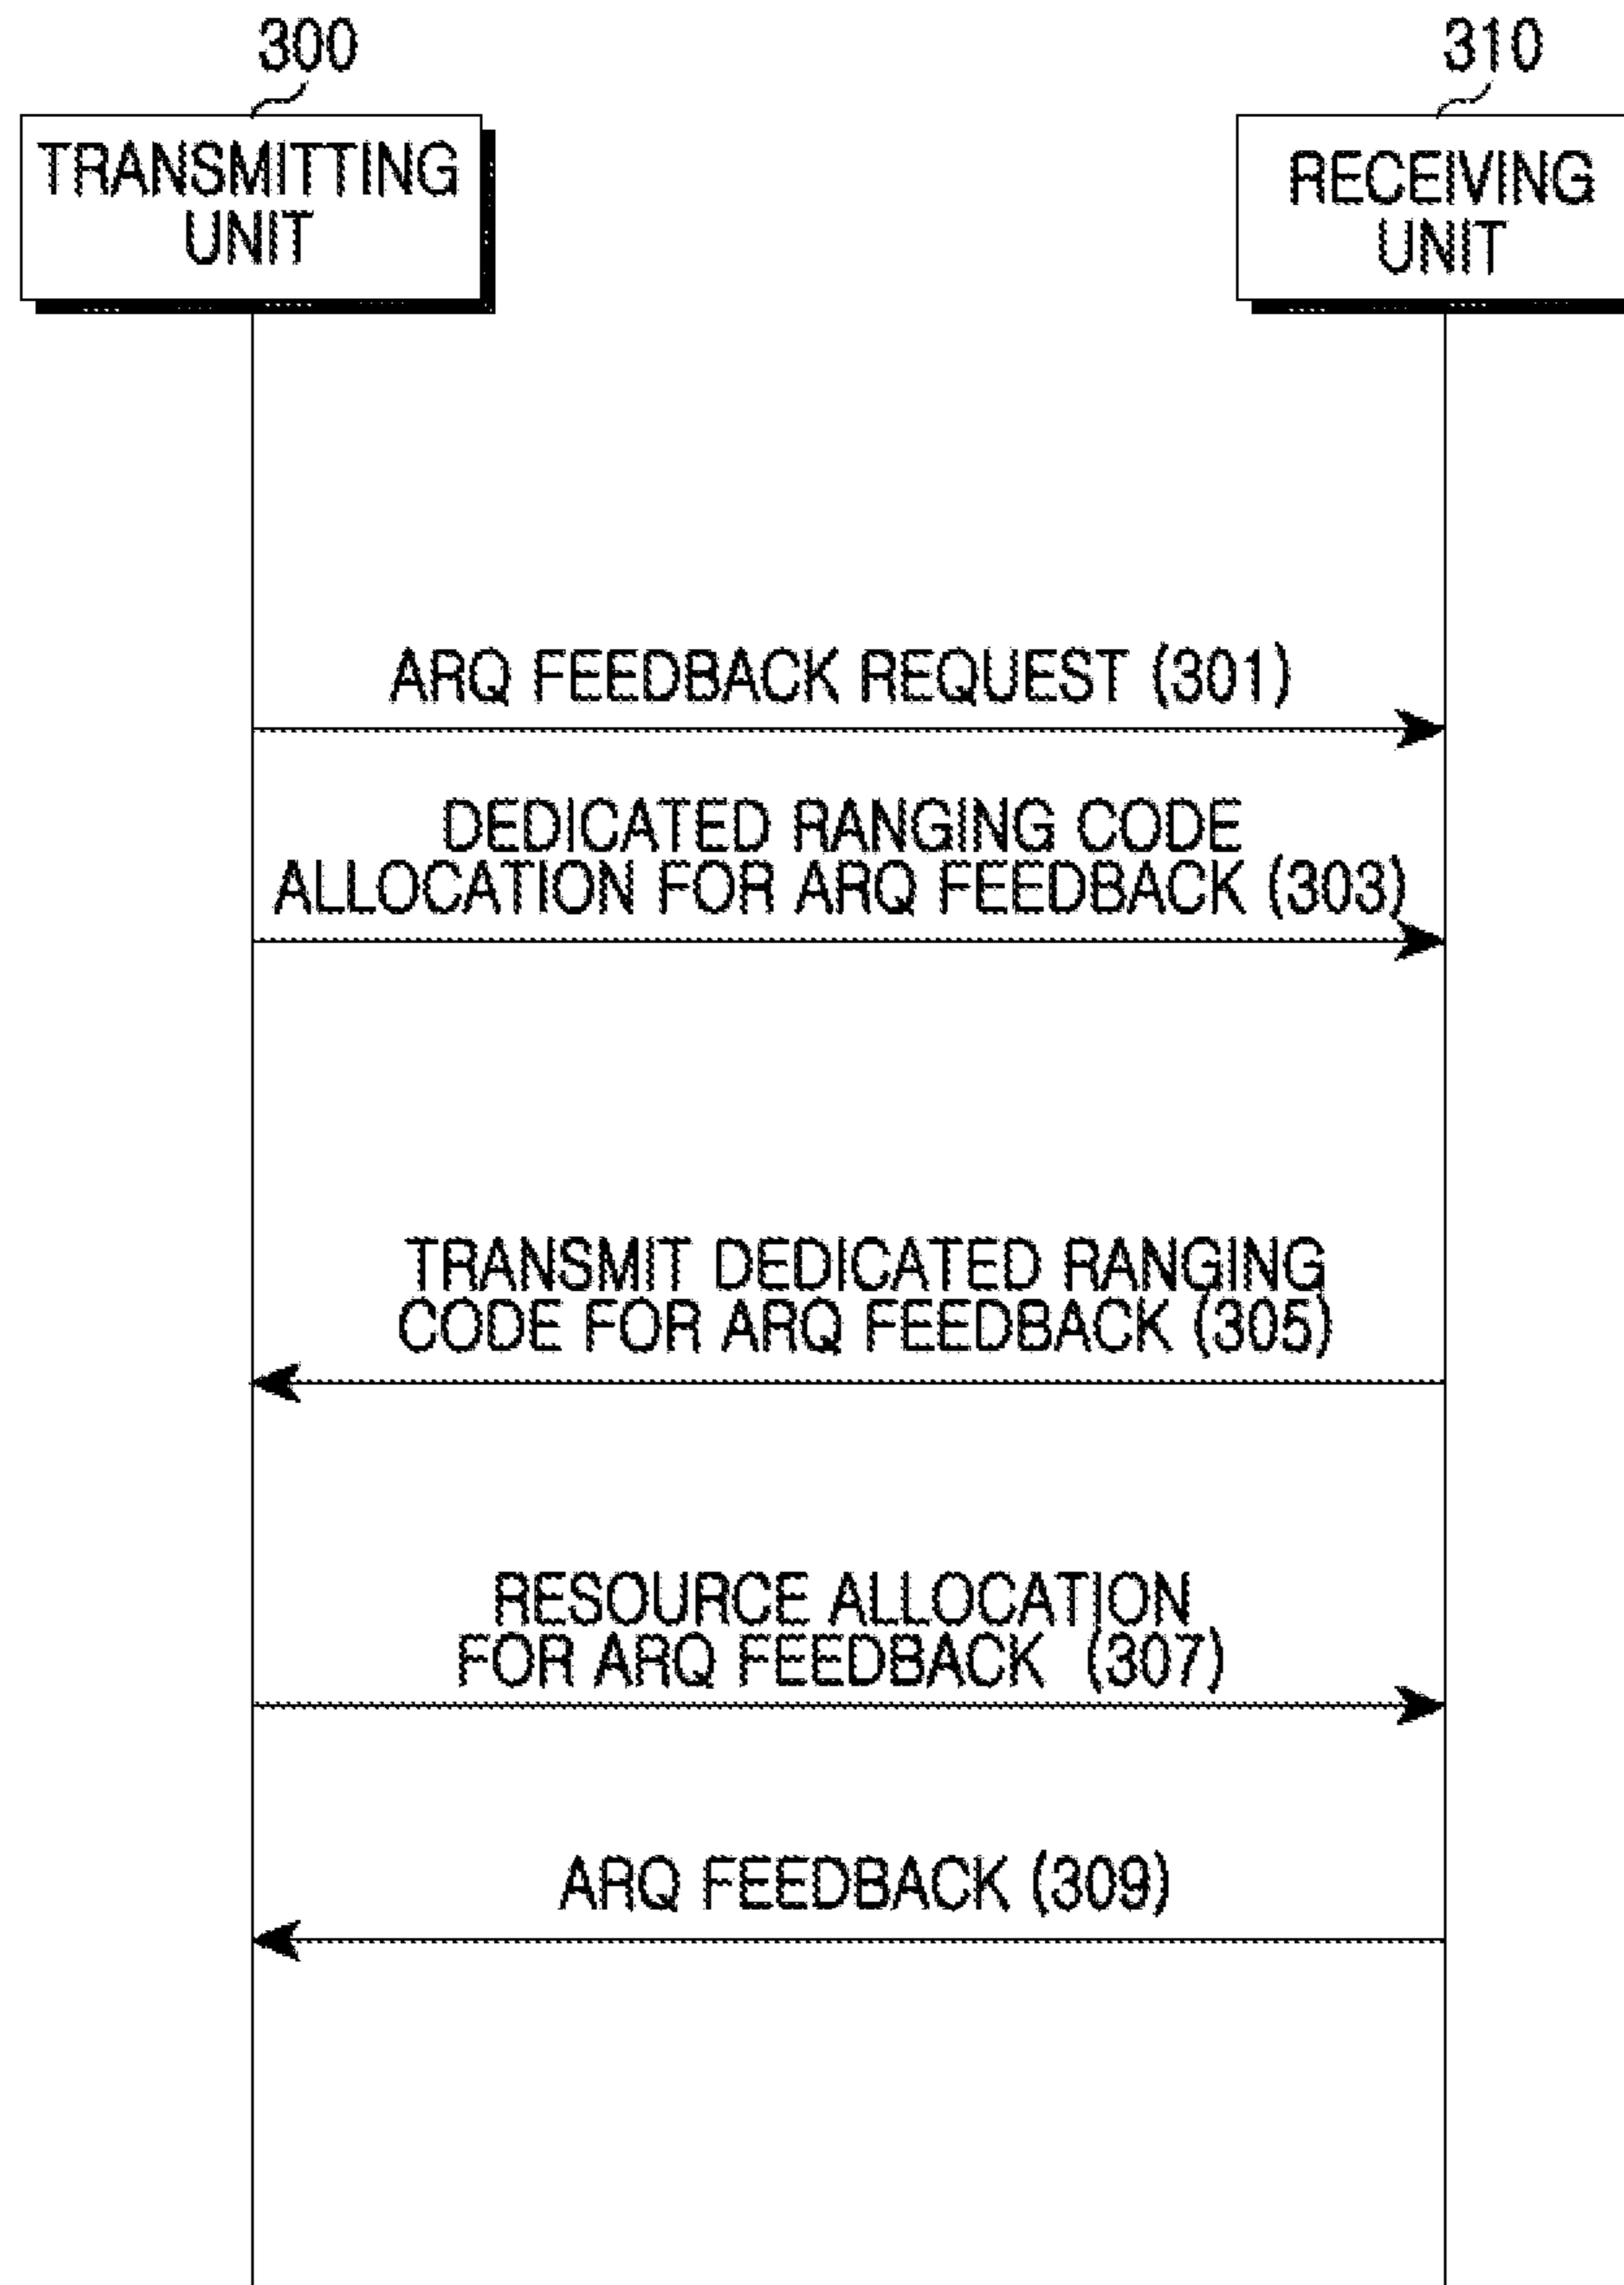 300
310
TRANSMITTING
UNIT
RECEIVING
UNIT
ARQ FEEDBACK REQUEST (301)
DEDICATED RANGING CODE
ALLOCATION FOR ARQ FEEDBACK (303)
TRANSMIT DEDICATED RANGING
CODE FOR ARQ FEEDBACK (305)
RESOURCE ALLOCATION
FOR ARQ FEEDBACK (307)
ARQ FEEDBACK (309)